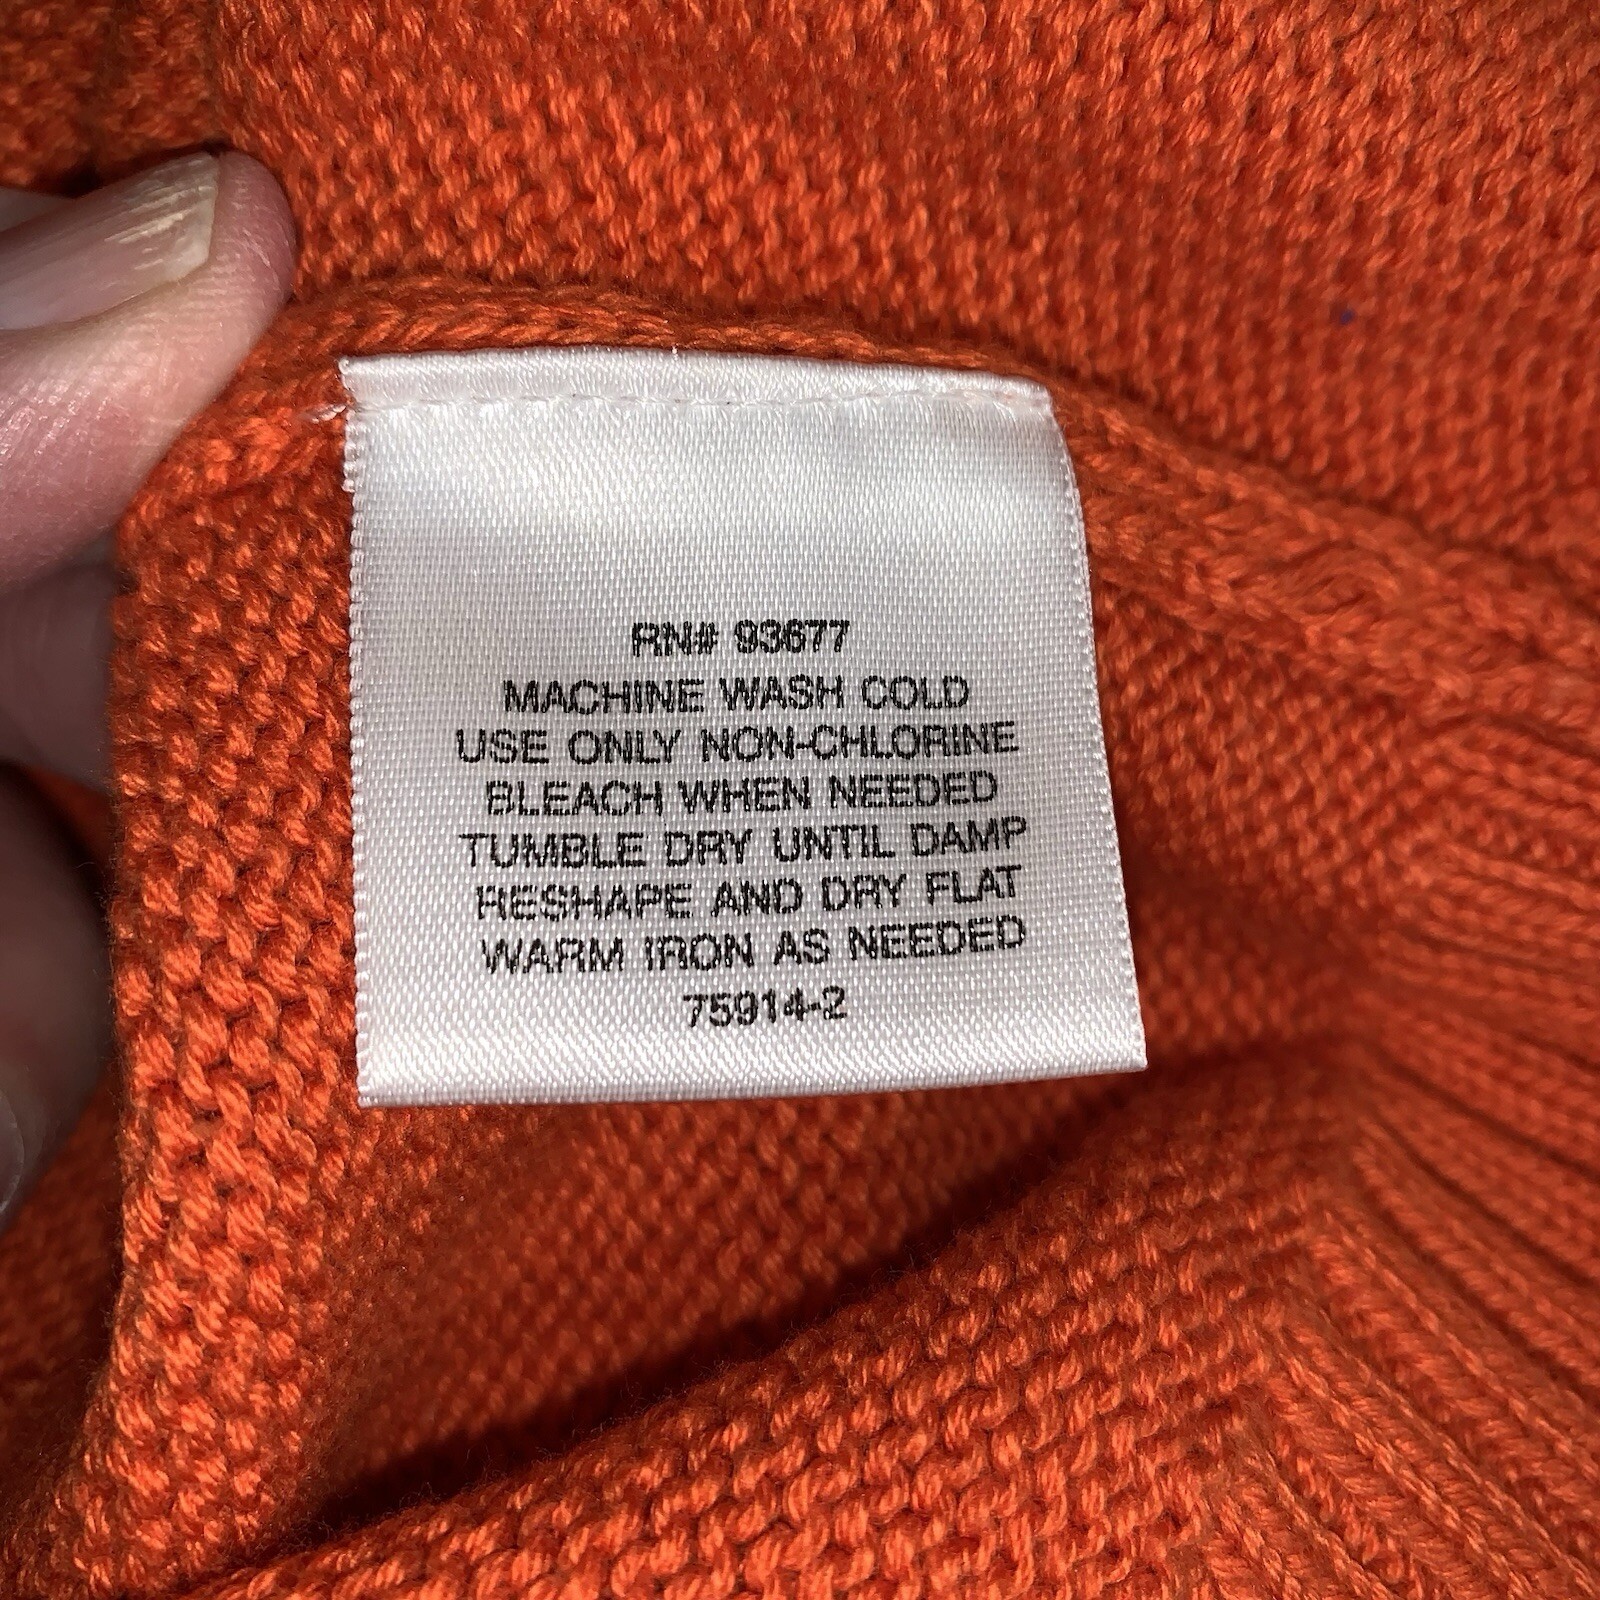 RN# 93677
MACHINE WASH COLD
USE ONLY NON-CHLORINE
BLEACH WHEN NEEDED
TUMBLE DRY UNTIL DAMP
RESHAPE AND DRY FLAT
WARM IRON AS NEEDED
75914-2